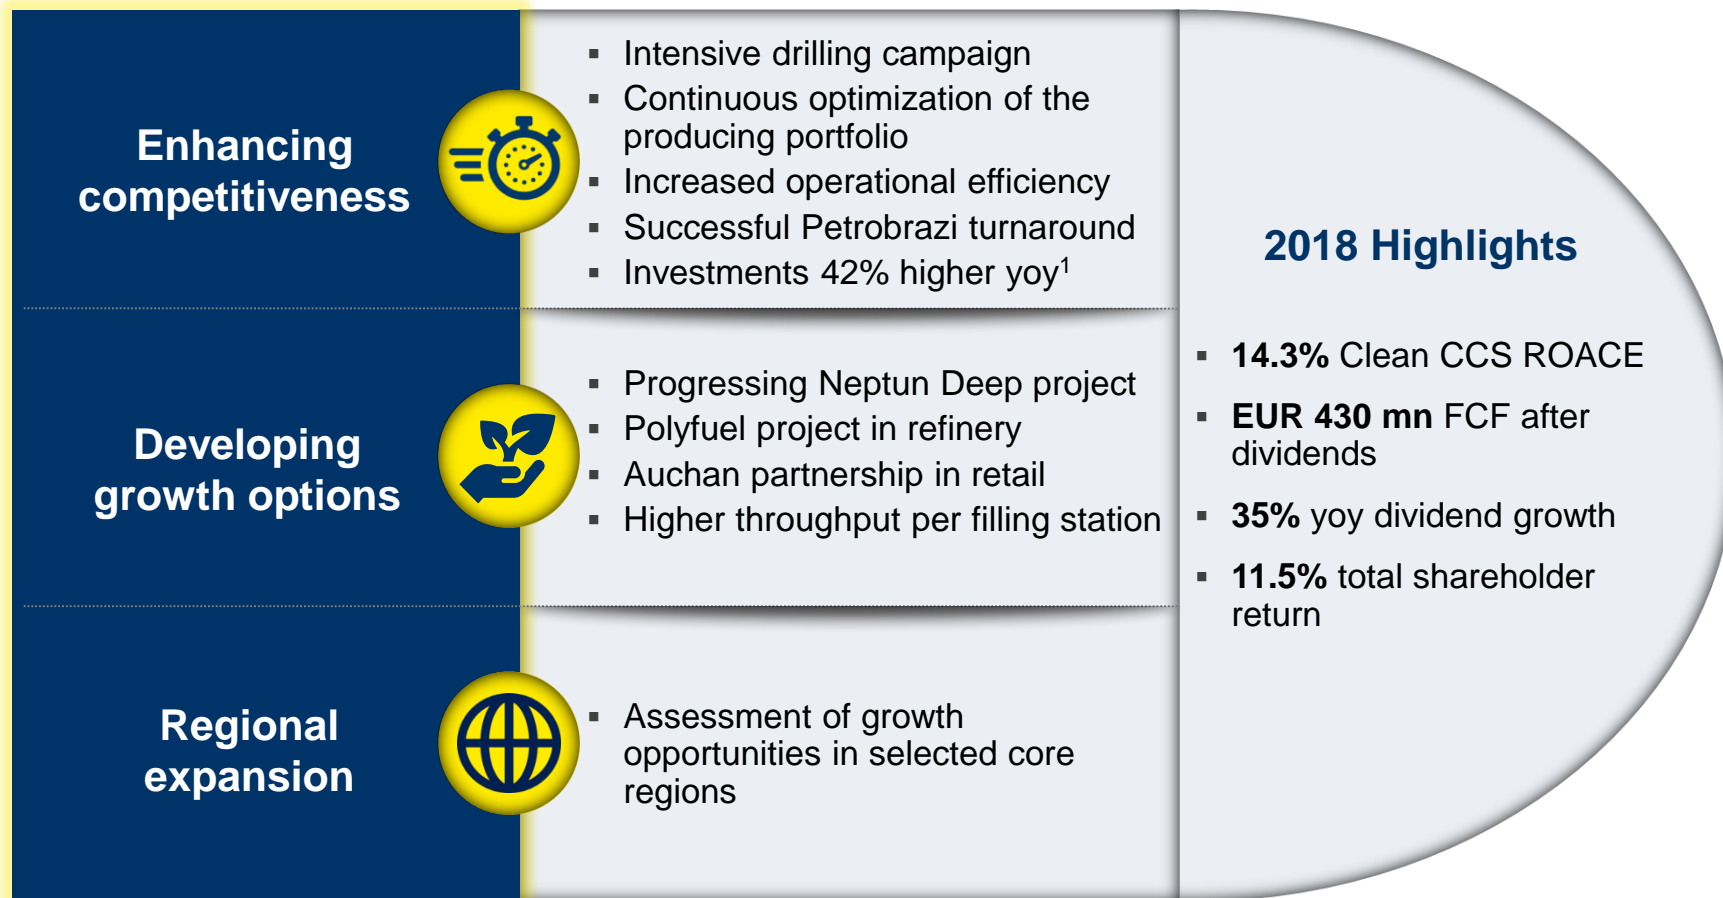 Enhancing
competitiveness
▪ Intensive drilling campaign
▪ Continuous optimization of the
producing portfolio
▪ Increased operational efficiency
▪ Successful Petrobrazi turnaround
▪ Investments 42% higher yoy¹
Developing
growth options
▪ Progressing Neptun Deep project
▪ Polyfuel project in refinery
▪ Auchan partnership in retail
▪ Higher throughput per filling station
Regional
expansion
▪ Assessment of growth
opportunities in selected core
regions
2018 Highlights
▪ 14.3% Clean CCS ROACE
▪ EUR 430 mn FCF after
dividends
▪ 35% yoy dividend growth
▪ 11.5% total shareholder
return